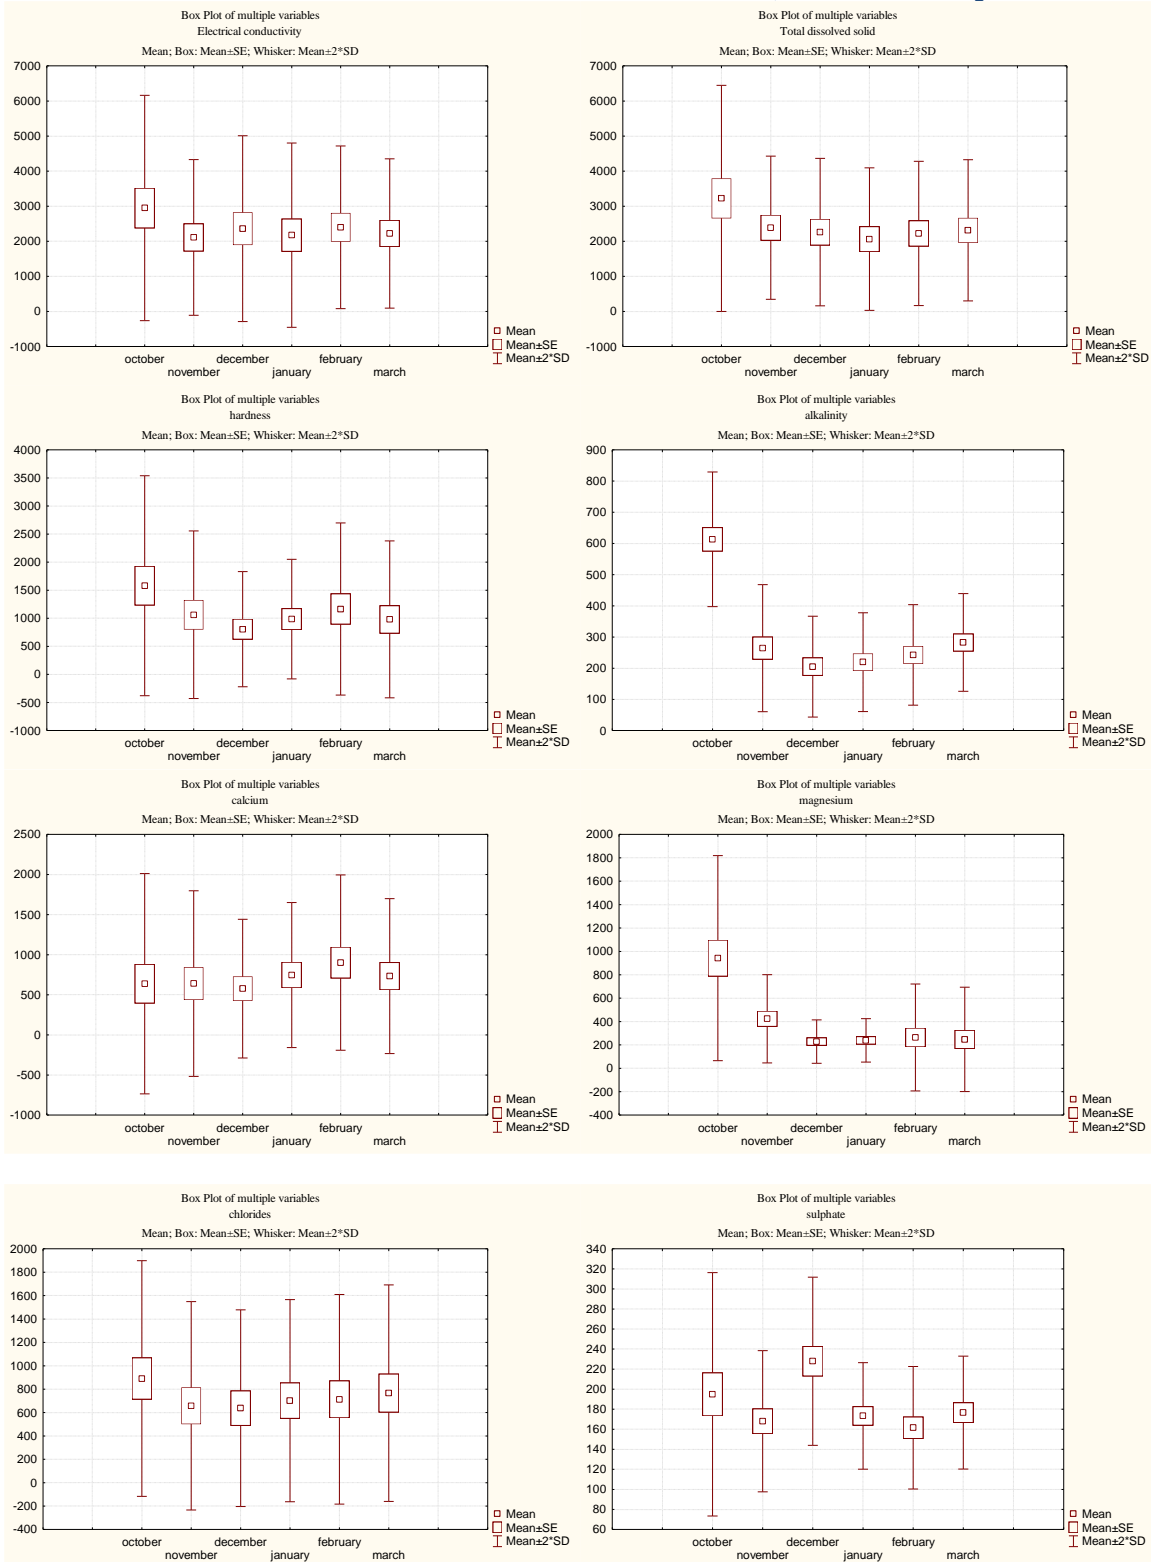 Box Plot of multiple variables
Electrical conductivity
Mean; Box: Mean±SE; Whisker: Mean±2*SD
7000
6000
5000
4000
3000
2000
1000
0
-1000
october
november
december
january
february
march
Mean
Mean±SE
Mean±2*SD
Box Plot of multiple variables
Total dissolved solid
Mean; Box: Mean±SE; Whisker: Mean±2*SD
7000
6000
5000
4000
3000
2000
1000
0
-1000
october
november
december
january
february
march
Mean
Mean±SE
Mean±2*SD
Box Plot of multiple variables
hardness
Mean; Box: Mean±SE; Whisker: Mean±2*SD
4000
3500
3000
2500
2000
1500
1000
500
0
-500
-1000
october
november
december
january
february
march
Mean
Mean±SE
Mean±2*SD
Box Plot of multiple variables
alkalinity
Mean; Box: Mean±SE; Whisker: Mean±2*SD
900
800
700
600
500
400
300
200
100
0
october
november
december
january
february
march
Mean
Mean±SE
Mean±2*SD
Box Plot of multiple variables
calcium
Mean; Box: Mean±SE; Whisker: Mean±2*SD
2500
2000
1500
1000
500
0
-500
-1000
october
november
december
january
february
march
Mean
Mean±SE
Mean±2*SD
Box Plot of multiple variables
magnesium
Mean; Box: Mean±SE; Whisker: Mean±2*SD
2000
1800
1600
1400
1200
1000
800
600
400
200
0
-200
-400
october
november
december
january
february
march
Mean
Mean±SE
Mean±2*SD
Box Plot of multiple variables
chlorides
Mean; Box: Mean±SE; Whisker: Mean±2*SD
2000
1800
1600
1400
1200
1000
800
600
400
200
0
-200
-400
october
november
december
january
february
march
Mean
Mean±SE
Mean±2*SD
Box Plot of multiple variables
sulphate
Mean; Box: Mean±SE; Whisker: Mean±2*SD
340
320
300
280
260
240
220
200
180
160
140
120
100
80
60
october
november
december
january
february
march
Mean
Mean±SE
Mean±2*SD